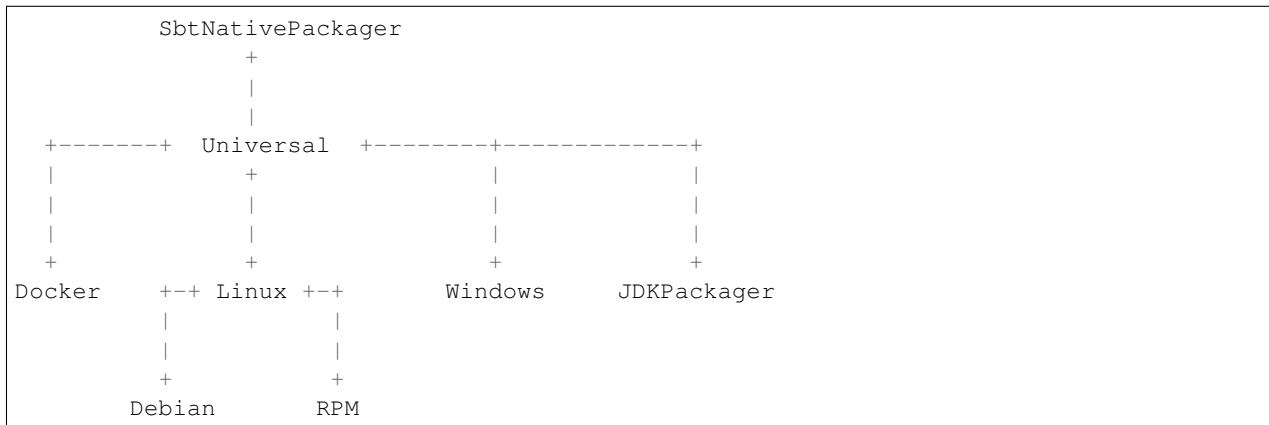 SbtNativePackager
+
|
|
+-------+ Universal +--------+-------------+
| + | |
| | | |
| | | |
+ + + +
Docker +-+ Linux +-+ Windows JDKPackager
| |
| |
+ +
Debian RPM